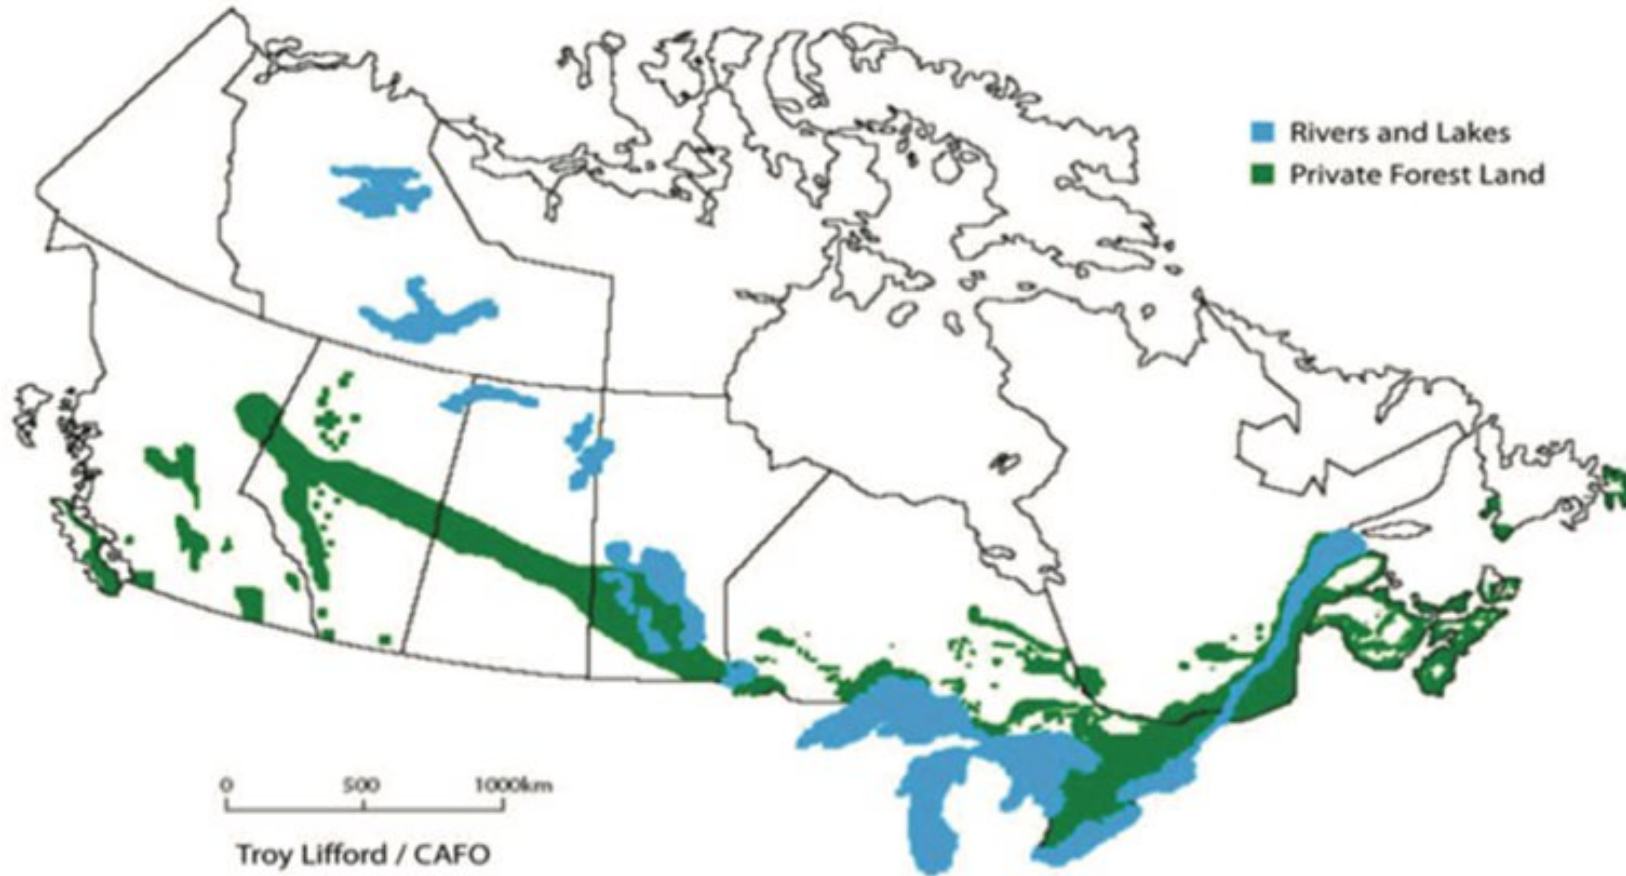 Rivers and Lakes
Private Forest Land
0 500 1000km
Troy Lifford / CAFO